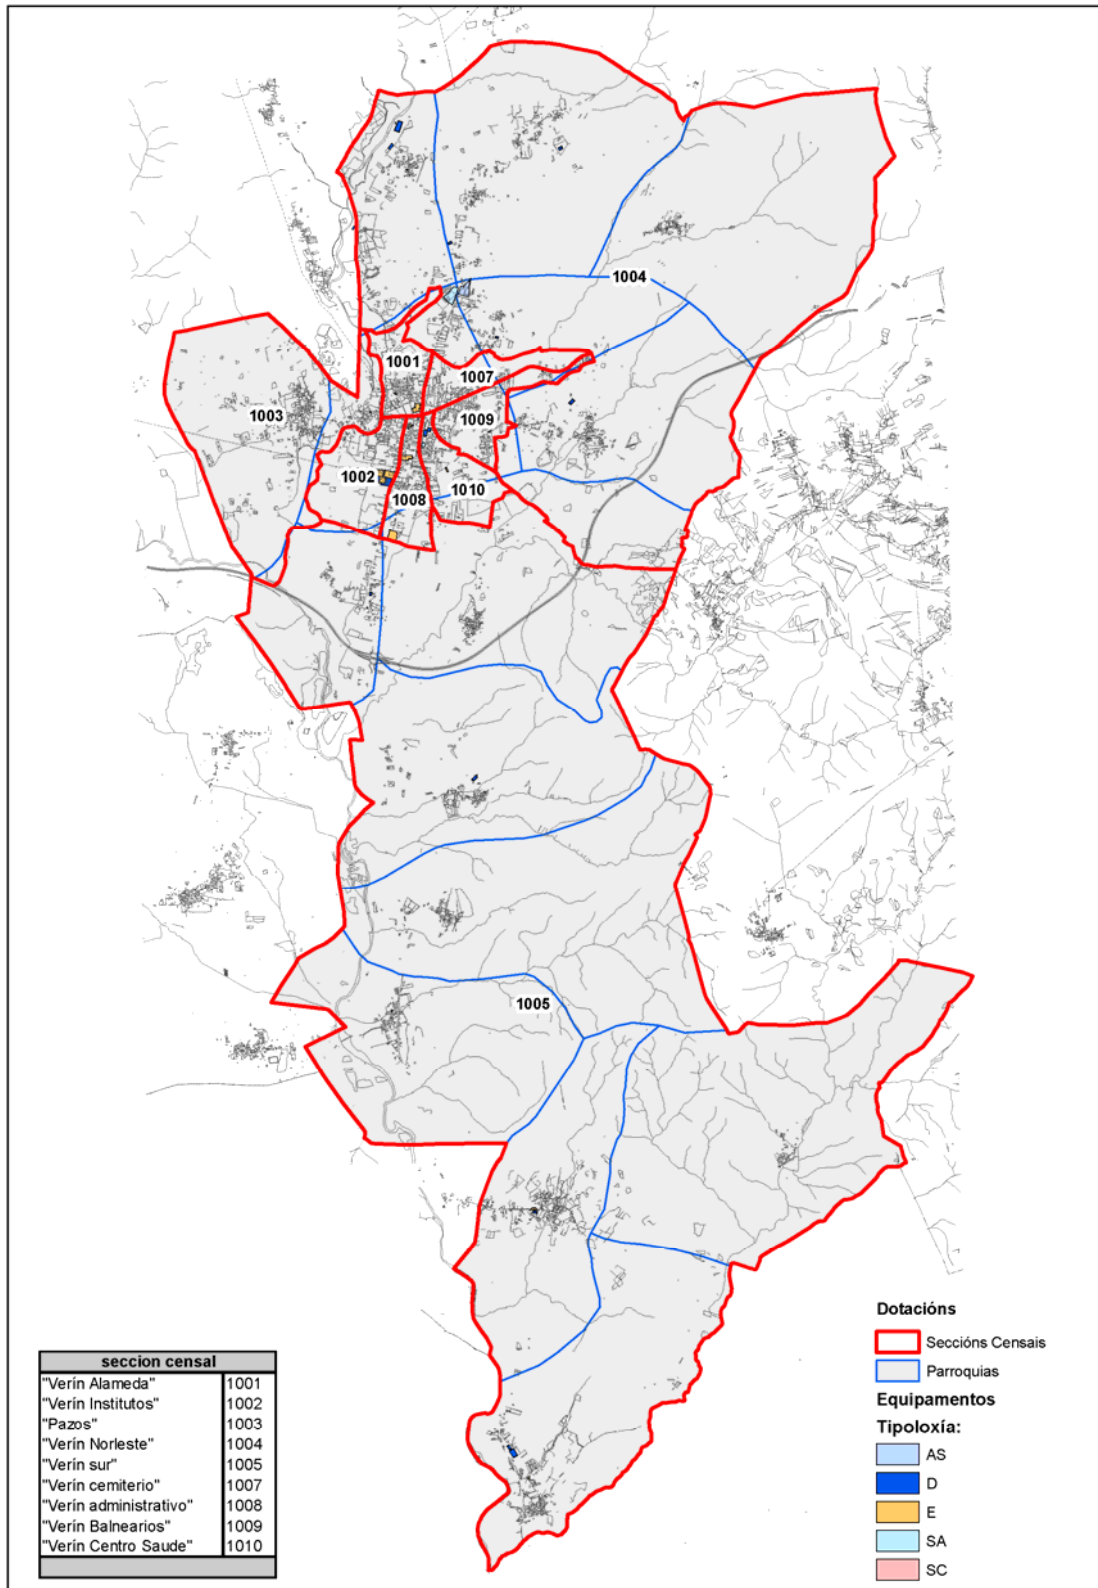 1004
1001
1007
1003
1009
1002
1010
1008
1005
Dotacións
Seccións Censais
Parroquias
Equipamentos
Tipoloxía:
AS
D
E
SA
SC
seccion censal
"Verín Alameda" 1001
"Verín Institutos" 1002
"Pazos" 1003
"Verín Norleste" 1004
"Verín sur" 1005
"Verín cemiterio" 1007
"Verín administrativo" 1008
"Verín Balnearios" 1009
"Verín Centro Saude" 1010